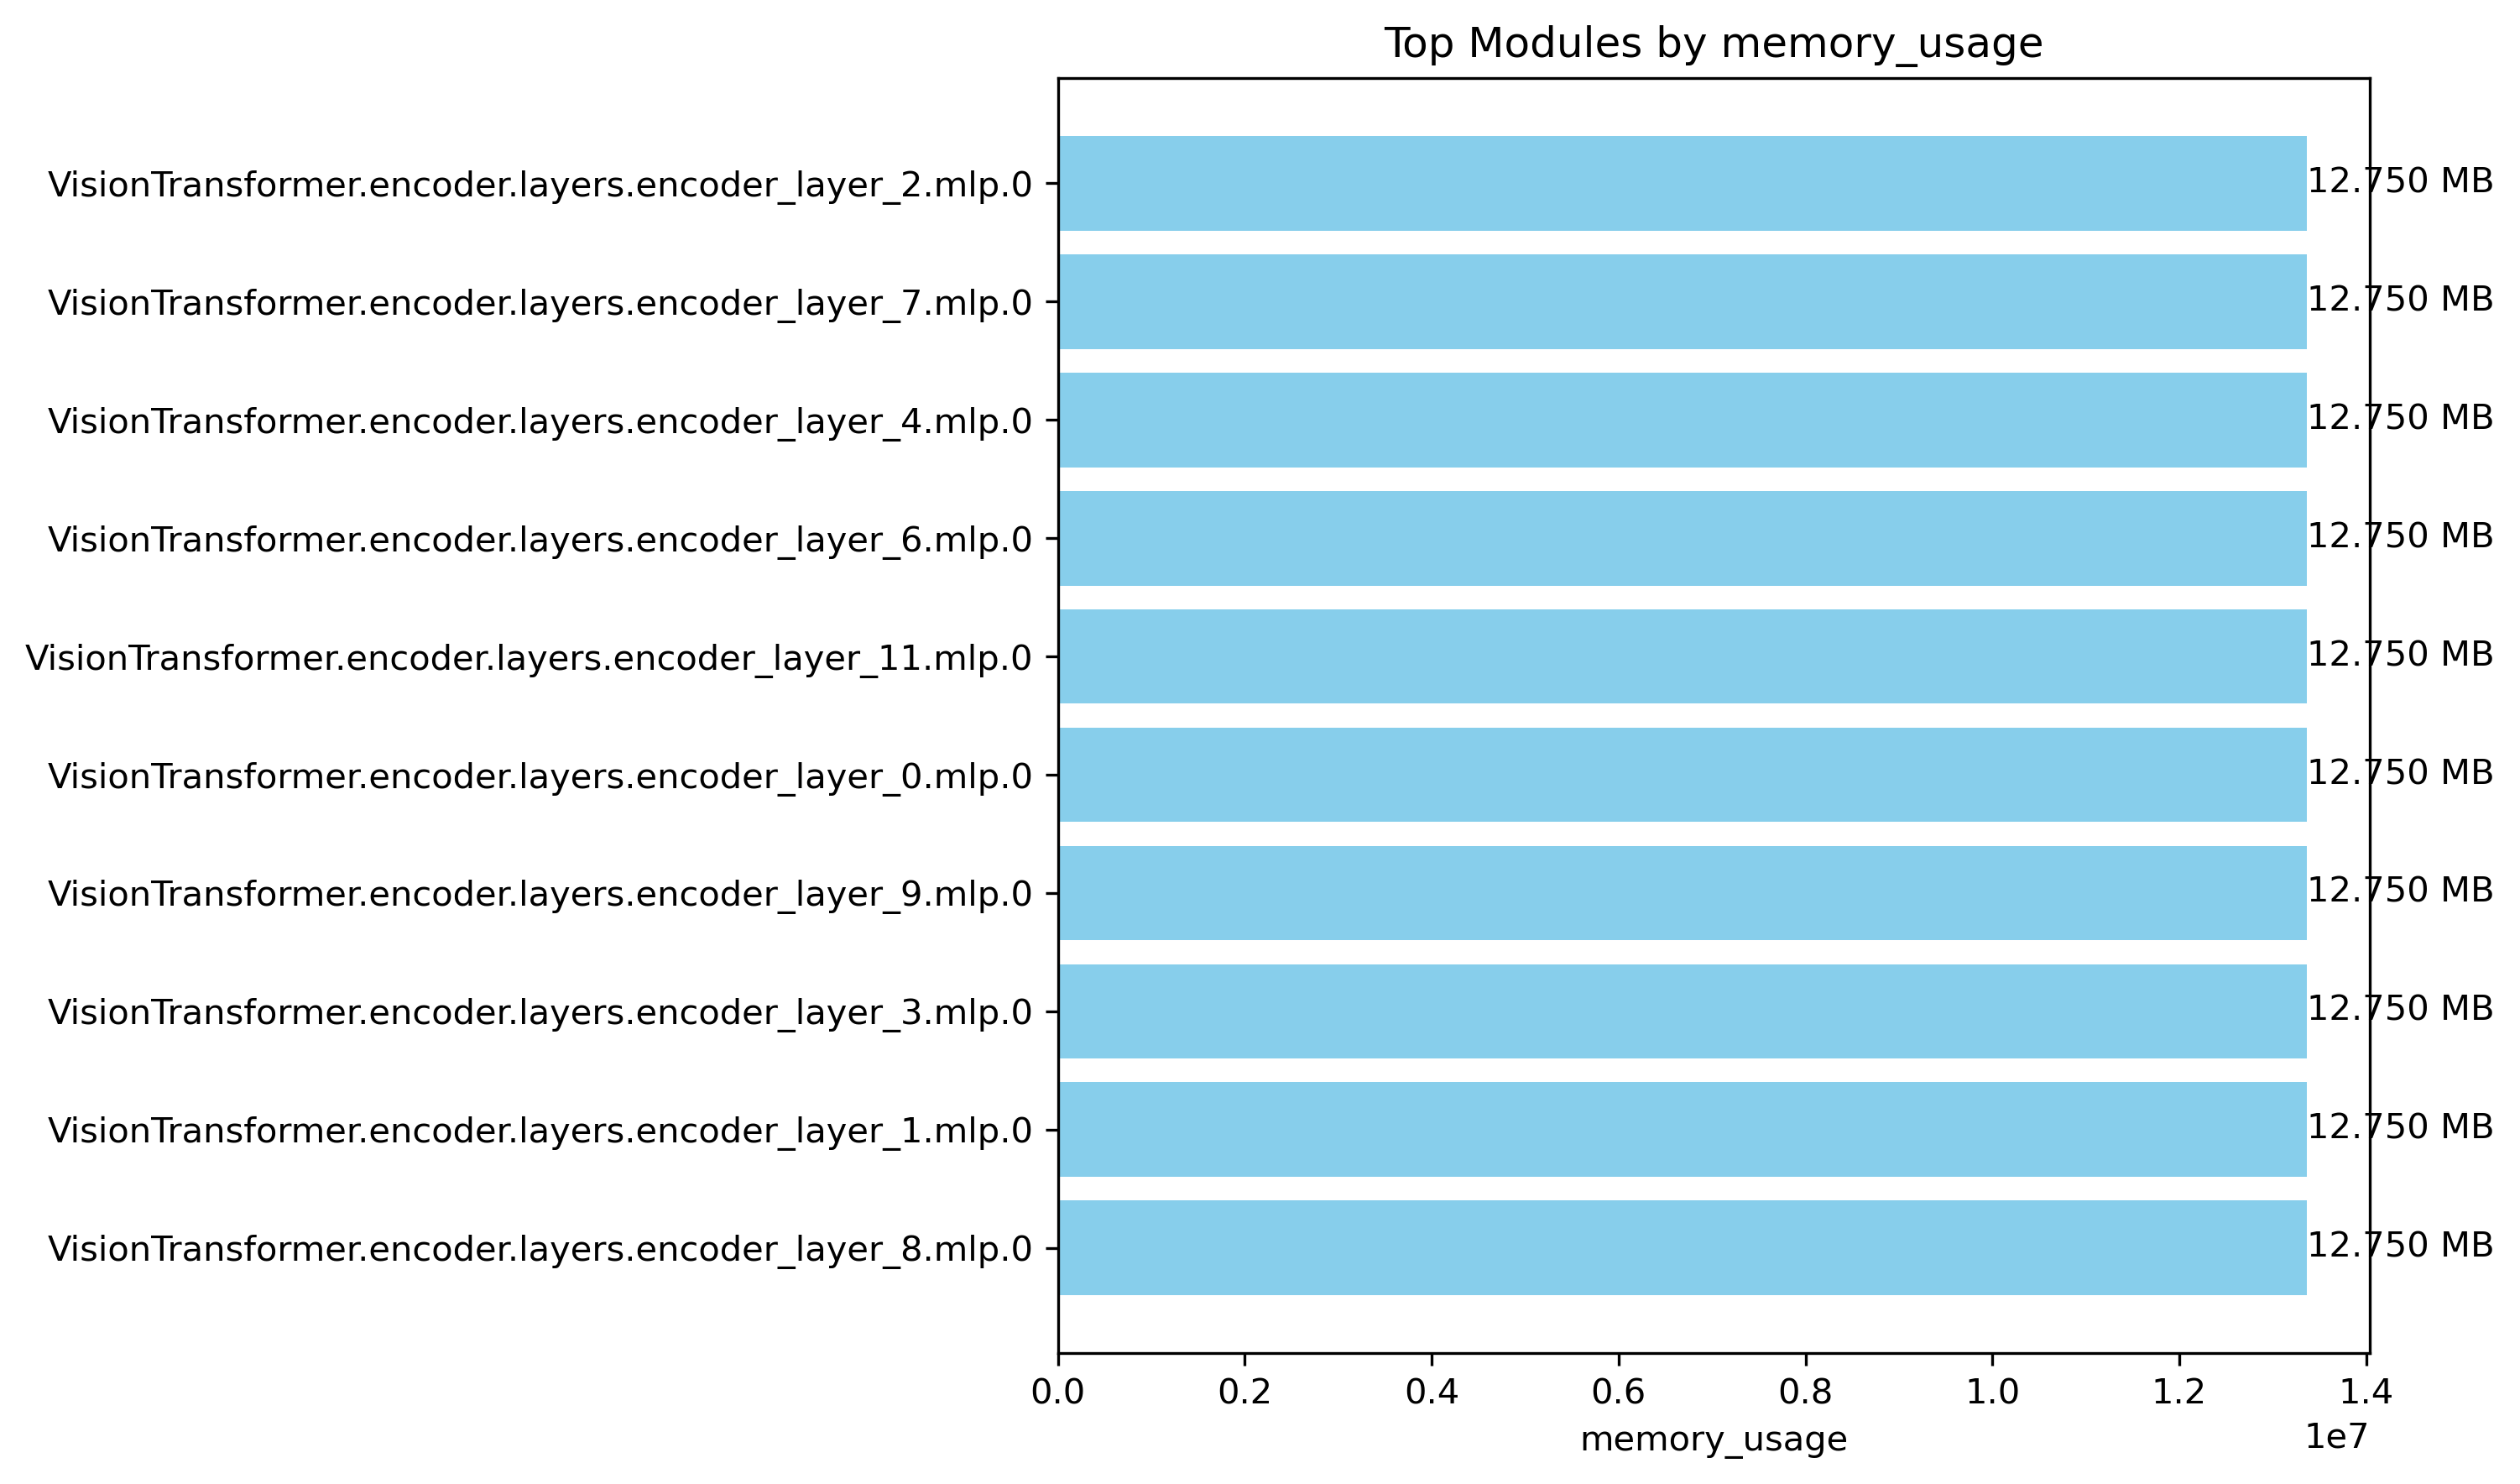 Top Modules by memory_usage
VisionTransformer.encoder.layers.encoder_layer_2.mlp.0 12.750 MB
VisionTransformer.encoder.layers.encoder_layer_7.mlp.0 12.750 MB
VisionTransformer.encoder.layers.encoder_layer_4.mlp.0 12.750 MB
VisionTransformer.encoder.layers.encoder_layer_6.mlp.0 12.750 MB
VisionTransformer.encoder.layers.encoder_layer_11.mlp.0 12.750 MB
VisionTransformer.encoder.layers.encoder_layer_0.mlp.0 12.750 MB
VisionTransformer.encoder.layers.encoder_layer_9.mlp.0 12.750 MB
VisionTransformer.encoder.layers.encoder_layer_3.mlp.0 12.750 MB
VisionTransformer.encoder.layers.encoder_layer_1.mlp.0 12.750 MB
VisionTransformer.encoder.layers.encoder_layer_8.mlp.0 12.750 MB
0.0 0.2 0.4 0.6 0.8 1.0 1.2 1.4
1e7
memory_usage